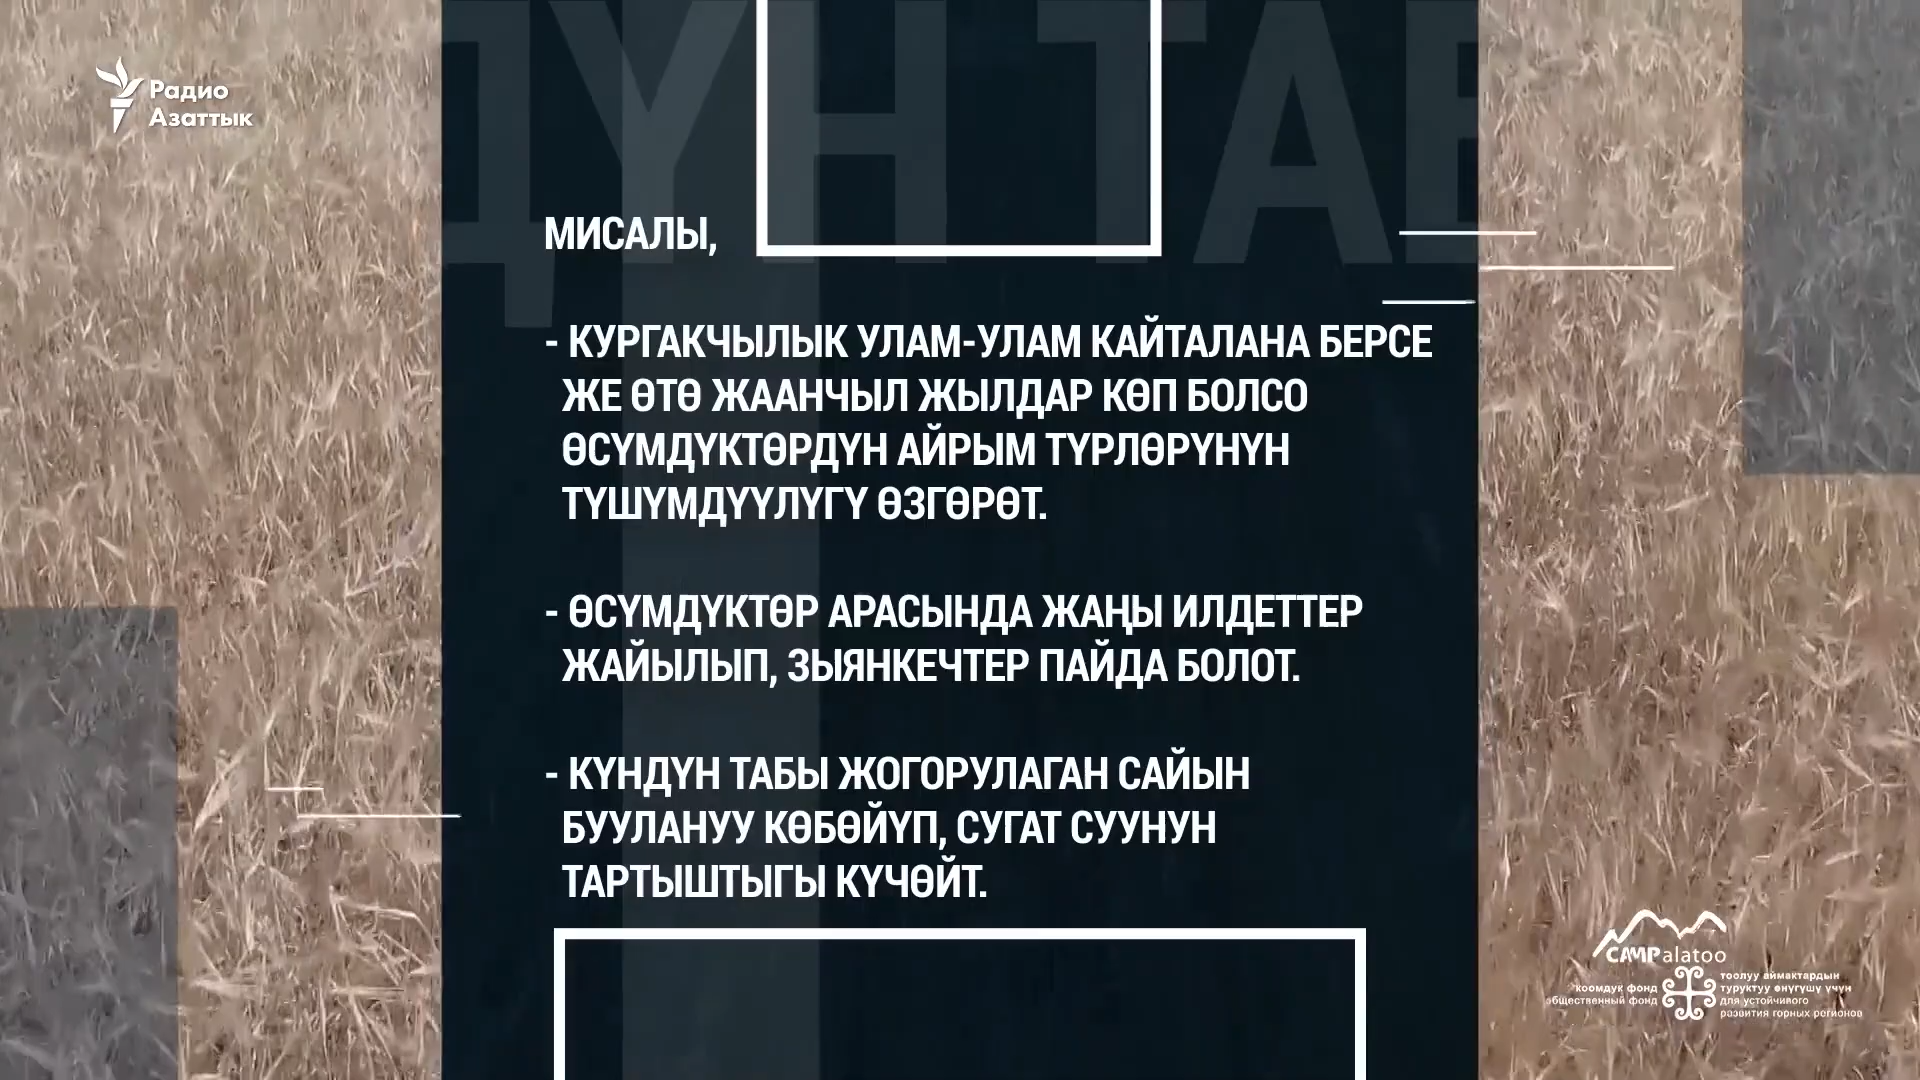 Радио
Азаттык
ДҮН ТАБ
МИСАЛЫ,
- КУРГАКЧЫЛЫК УЛАМ-УЛАМ КАЙТАЛАНА БЕРСЕ
ЖЕ ӨТӨ ЖААНЧЫЛ ЖЫЛДАР КӨП БОЛСО
ӨСҮМДҮКТӨРДҮН АЙРЫМ ТҮРЛӨРҮНҮН
ТҮШҮМДҮҮЛҮГҮ ӨЗГӨРӨТ.
- ӨСҮМДҮКТӨР АРАСЫНДА ЖАҢЫ ИЛДЕТТЕР
ЖАЙЫЛЫП, ЗЫЯНКЕЧТЕР ПАЙДА БОЛОТ.
- КҮНДҮН ТАБЫ ЖОГОРУЛАГАН САЙЫН
БУУЛАНУУ КӨБӨЙҮП, СУГАТ СУУНУН
ТАРТЫШТЫГЫ КҮЧӨЙТ.
CAMPalatoo
коомдук фонд
общественный фонд
тоолуу аймактардын
туруктуу өнүгүшү үчүн
для устойчивого
развития горных регионов